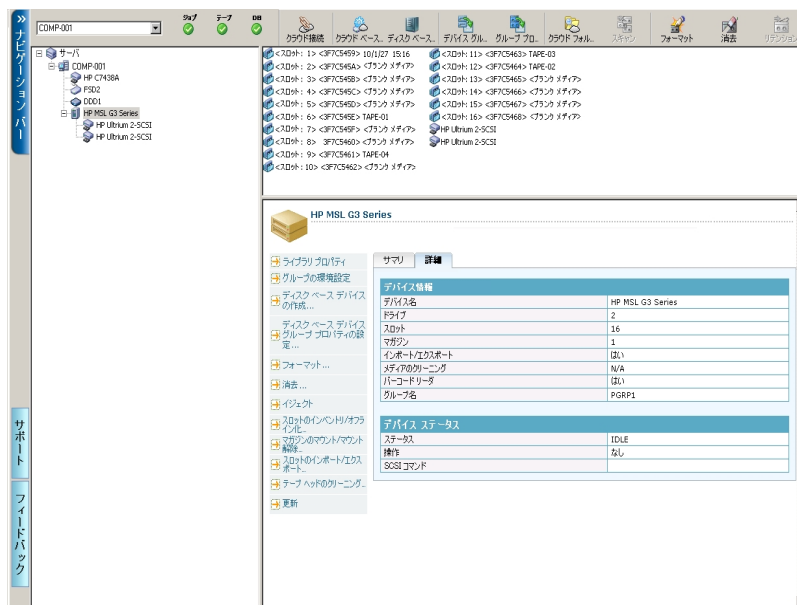 »
ナビゲーション バー
COMP-001
ジョブ テープ DB
クラウド接続 クラウド ベース... ディスク ベース... デバイス グル... グループ プロ... クラウド フォル... スキャン フォーマット 消去 リテンション
サーバ
COMP-001
HP C7438A
FSD2
DDD1
HP MSL G3 Series
HP Ultrium 2-SCSI
HP Ultrium 2-SCSI
<スロット: 1> <3F7C5459> 10/1/27 15:16
<スロット: 2> <3F7C545A> <ブランク メディア>
<スロット: 3> <3F7C545B> <ブランク メディア>
<スロット: 4> <3F7C545C> <ブランク メディア>
<スロット: 5> <3F7C545D> <ブランク メディア>
<スロット: 6> <3F7C545E> TAPE-01
<スロット: 7> <3F7C545F> <ブランク メディア>
<スロット: 8> 3F7C5460> <ブランク メディア>
<スロット: 9> <3F7C5461> TAPE-04
<スロット: 10> <3F7C5462> <ブランク メディア>
<スロット: 11> <3F7C5463> TAPE-03
<スロット: 12> <3F7C5464> TAPE-02
<スロット: 13> <3F7C5465> <ブランク メディア>
<スロット: 14> <3F7C5466> <ブランク メディア>
<スロット: 15> <3F7C5467> <ブランク メディア>
<スロット: 16> <3F7C5468> <ブランク メディア>
HP Ultrium 2-SCSI
HP Ultrium 2-SCSI
HP MSL G3 Series
ライブラリ プロパティ
グループの環境設定
ディスク ベース デバイス
の作成...
ディスク ベース デバイス
グループ プロパティの設
定...
フォーマット...
消去...
イジェクト
スロットのインベントリ/オフラ
イン化...
マガジンのマウント/マウント
解除...
スロットのインポート/エクス
ポート...
テープ ヘッドのクリーニング...
更新
サマリ 詳細
デバイス情報
デバイス名 HP MSL G3 Series
ドライブ 2
スロット 16
マガジン 1
インポート/エクスポート はい
メディアのクリーニング N/A
バーコード リーダ はい
グループ名 PGRP1
デバイス ステータス
ステータス IDLE
操作 なし
SCSI コマンド
サポート
フィードバック